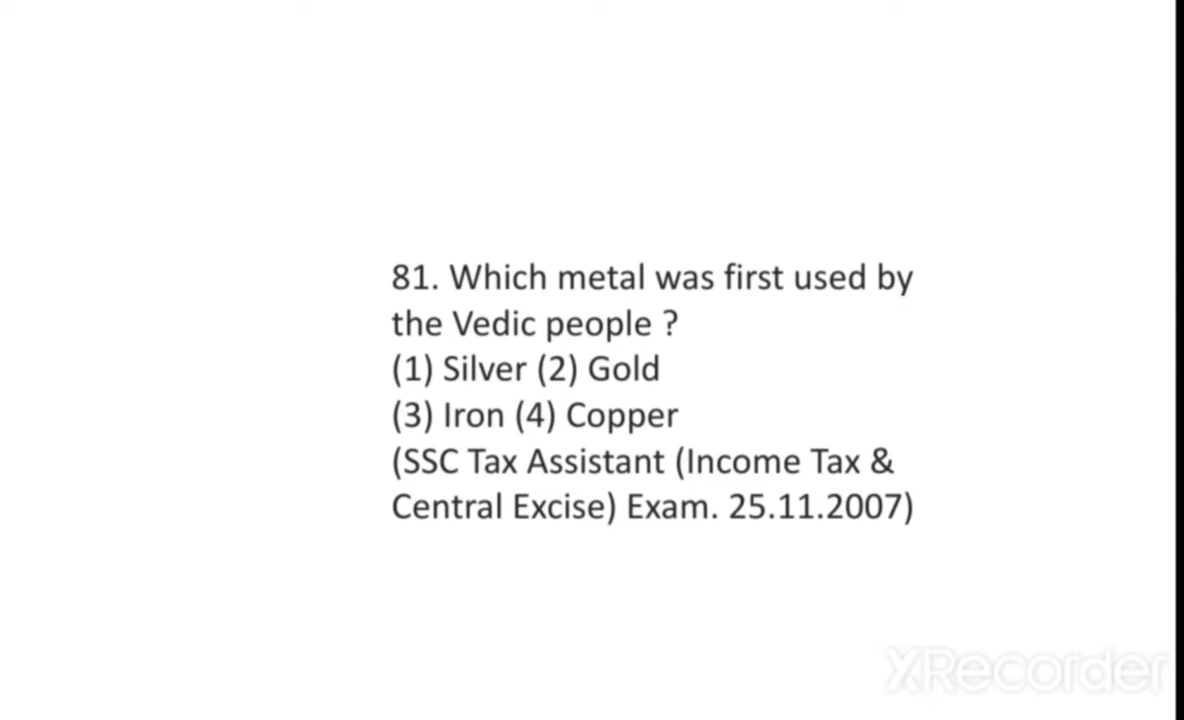 81. Which metal was first used by
the Vedic people ?
(1) Silver (2) Gold
(3) Iron (4) Copper
(SSC Tax Assistant (Income Tax &
Central Excise) Exam. 25.11.2007)
XRecorder